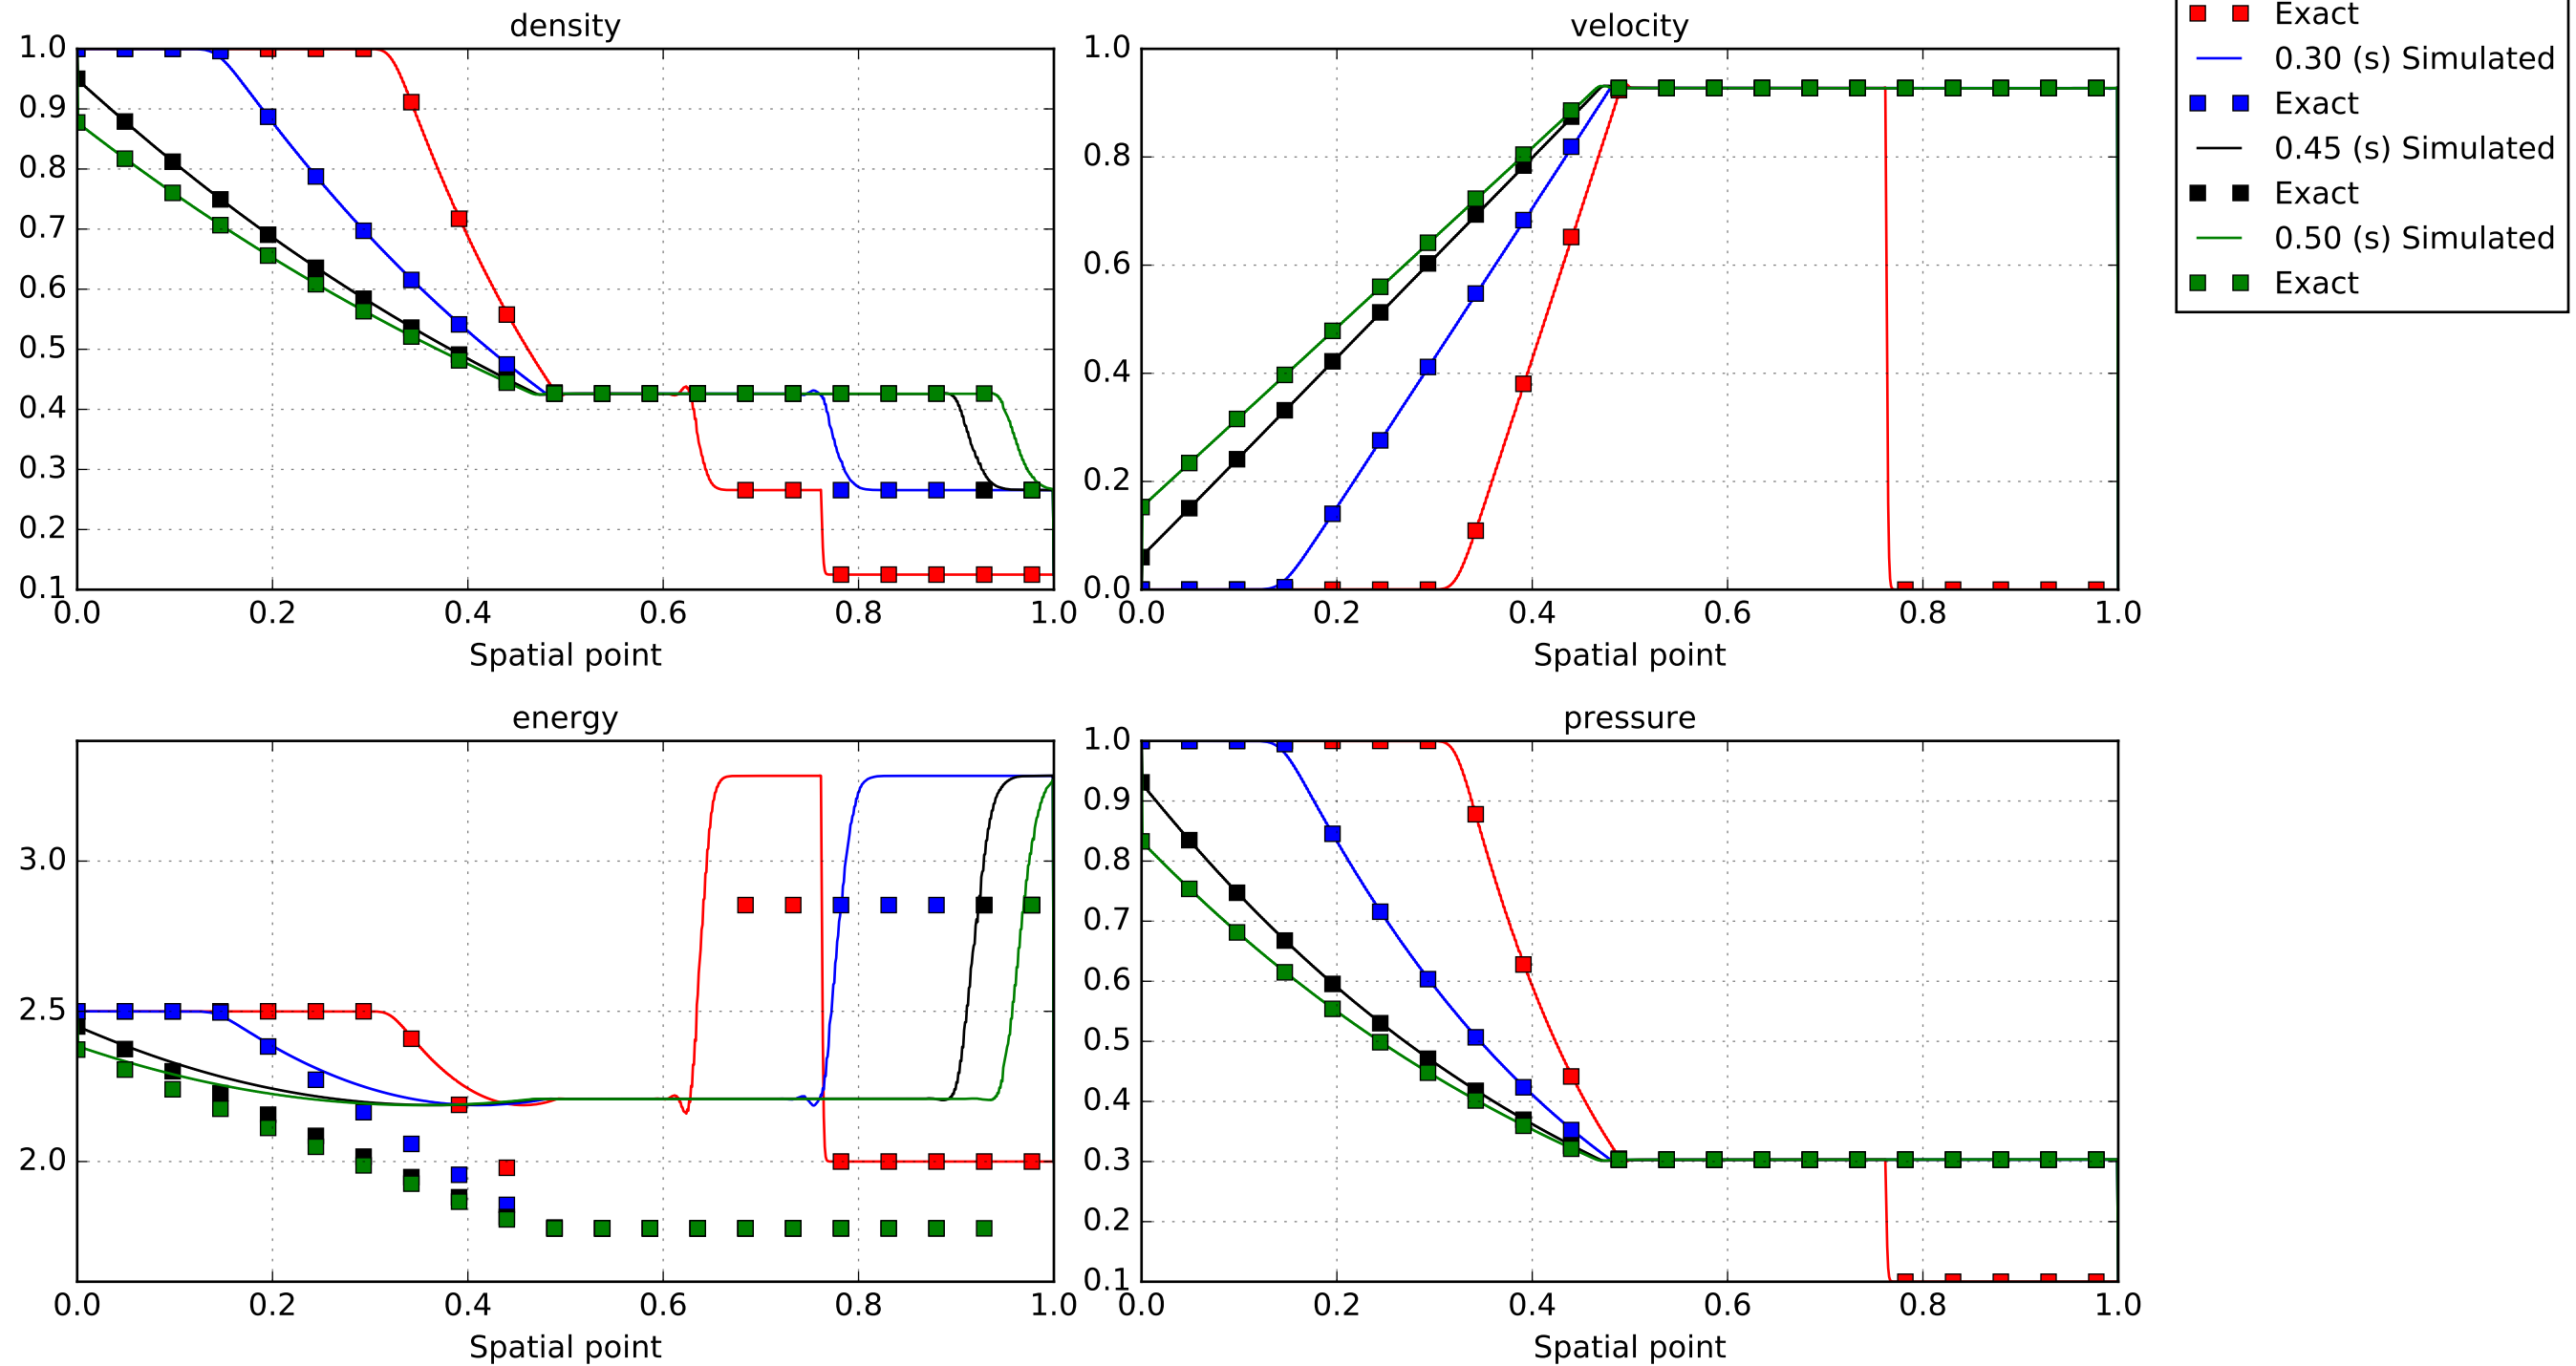 density
1.0
0.9
0.8
0.7
0.6
0.5
0.4
0.3
0.2
0.1
0.0 0.2 0.4 0.6 0.8 1.0
Spatial point
velocity
1.0
0.8
0.6
0.4
0.2
0.0
0.0 0.2 0.4 0.6 0.8 1.0
Spatial point
Exact
0.30 (s) Simulated
Exact
0.45 (s) Simulated
Exact
0.50 (s) Simulated
Exact
energy
3.0
2.5
2.0
0.0 0.2 0.4 0.6 0.8 1.0
Spatial point
pressure
1.0
0.9
0.8
0.7
0.6
0.5
0.4
0.3
0.2
0.1
0.0 0.2 0.4 0.6 0.8 1.0
Spatial point